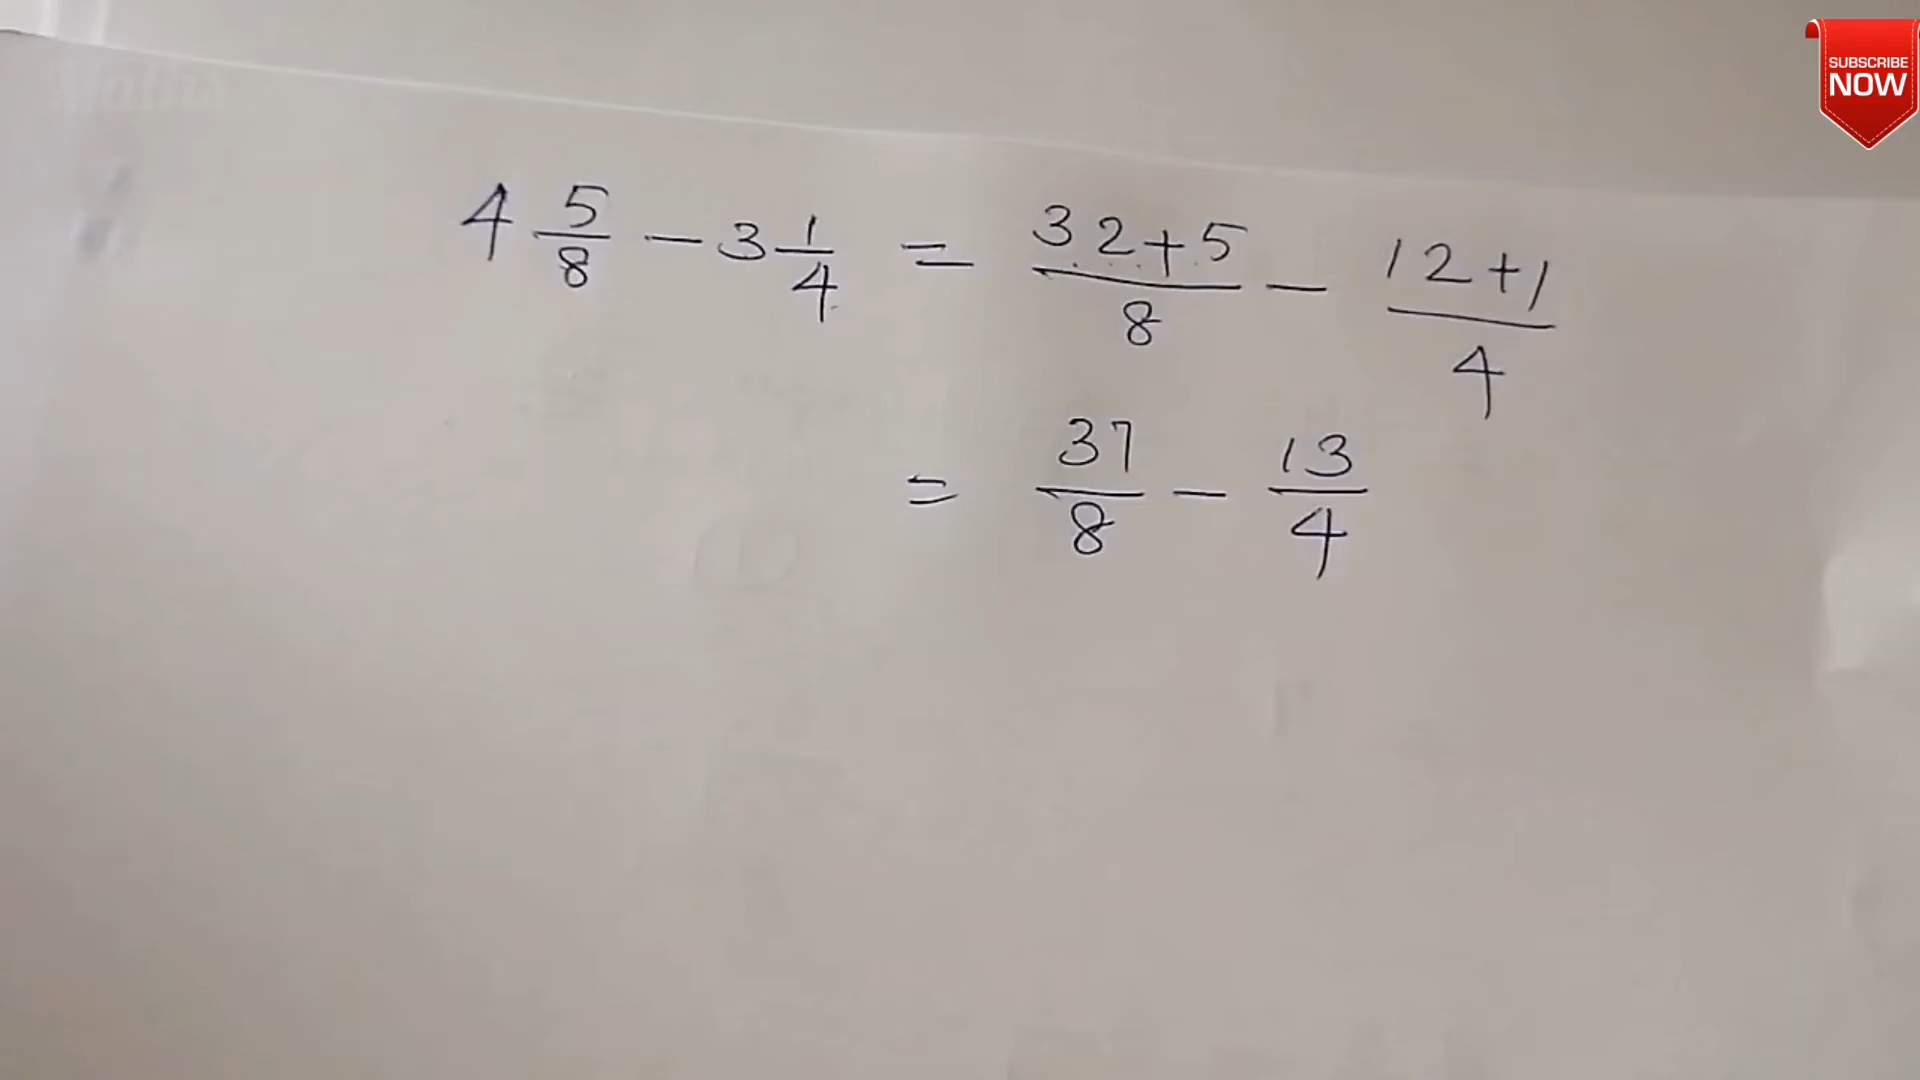 SUBSCRIBE
NOW
4 5/8 − 3 1/4 = 32+5/8 − 12+1/4
= 37/8 − 13/4